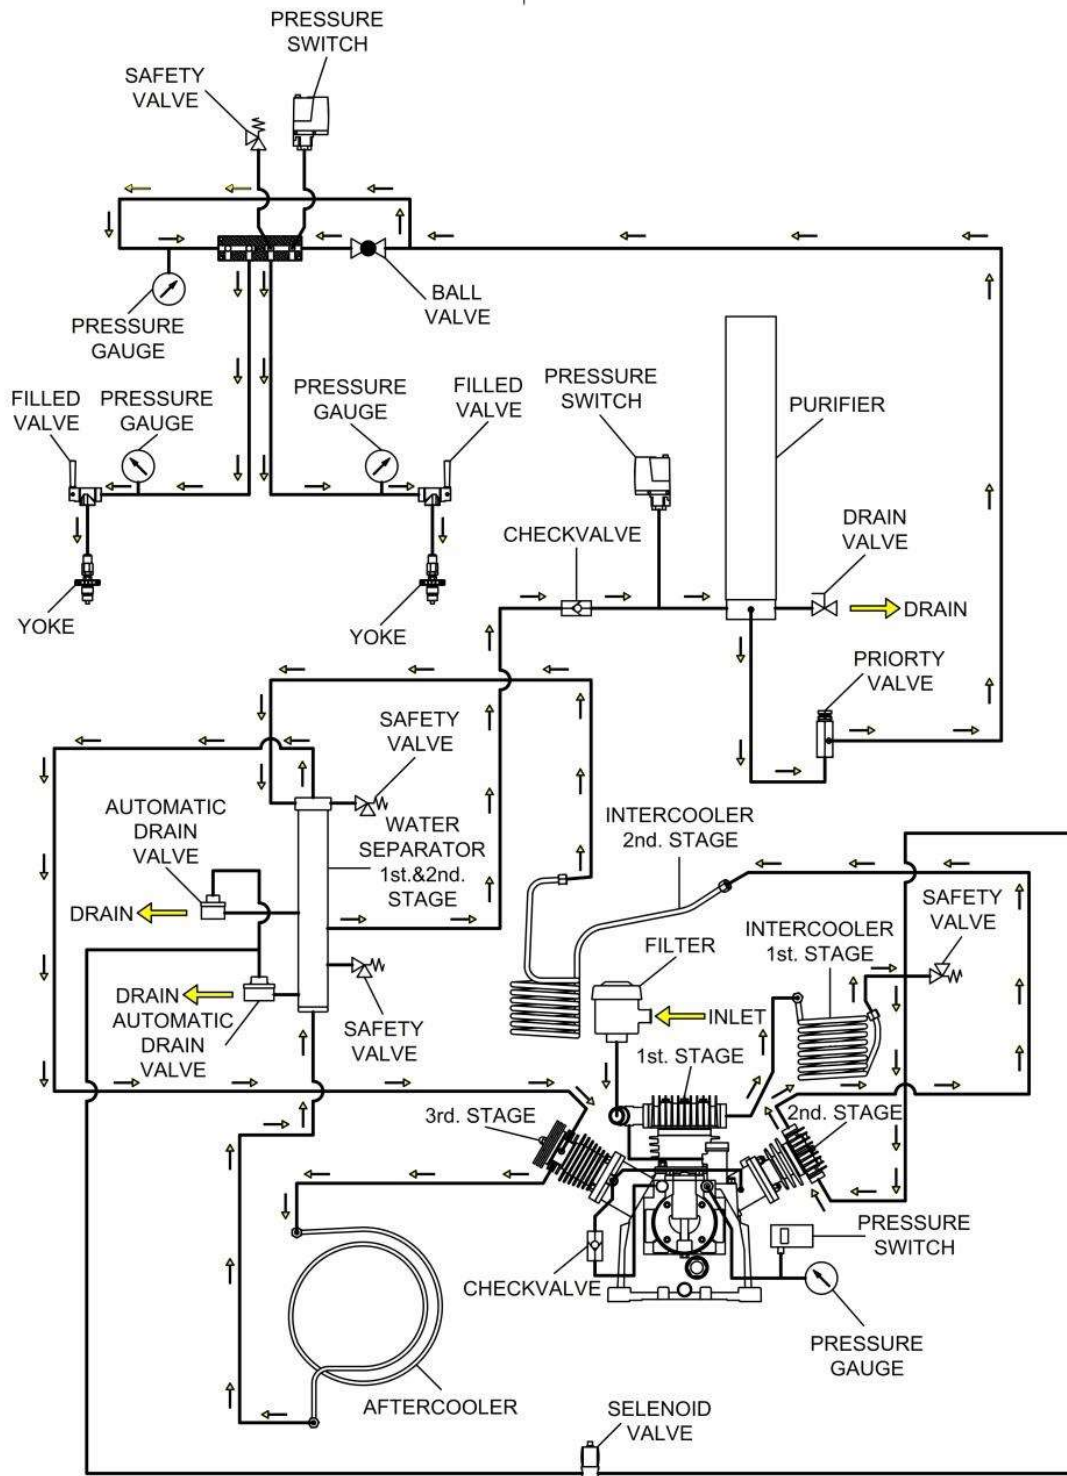 PRESSURE
SWITCH
SAFETY
VALVE
BALL
VALVE
PRESSURE
GAUGE
FILLED
VALVE
PRESSURE
GAUGE
PRESSURE
GAUGE
FILLED
VALVE
PRESSURE
SWITCH
PURIFIER
CHECKVALVE
DRAIN
VALVE
DRAIN
YOKE
YOKE
PRIORTY
VALVE
SAFETY
VALVE
AUTOMATIC
DRAIN
VALVE
WATER
SEPARATOR
1st.&2nd.
STAGE
INTERCOOLER
2nd. STAGE
DRAIN
SAFETY
VALVE
INTERCOOLER
1st. STAGE
FILTER
DRAIN
AUTOMATIC
DRAIN
VALVE
SAFETY
VALVE
INLET
1st. STAGE
3rd. STAGE
2nd. STAGE
PRESSURE
SWITCH
CHECKVALVE
PRESSURE
GAUGE
AFTERCOOLER
SELENOID
VALVE